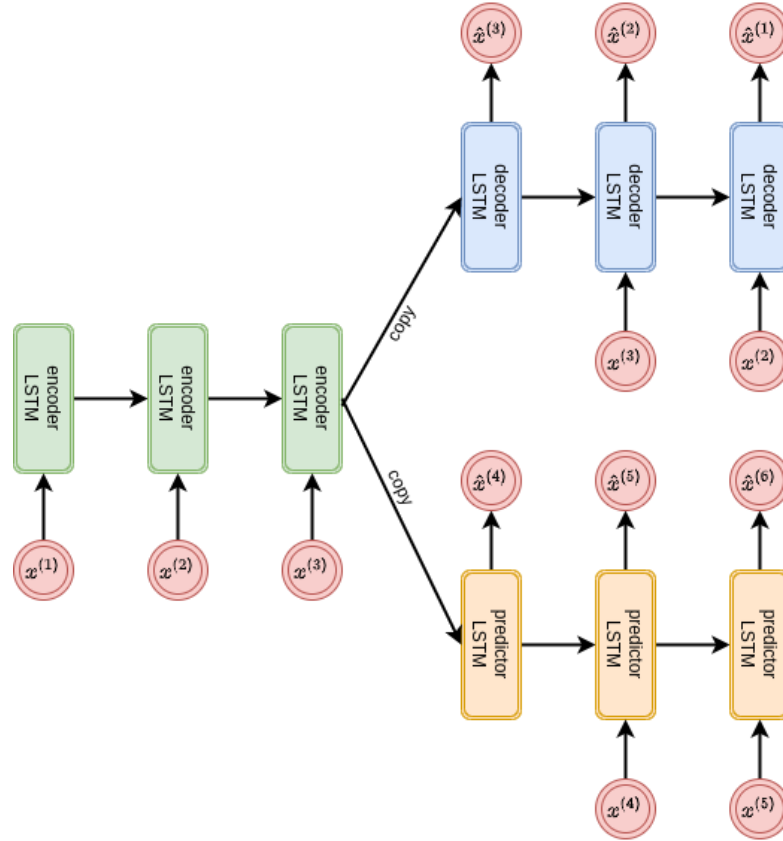 x̂⁽³⁾ x̂⁽²⁾ x̂⁽¹⁾
decoder
LSTM
decoder
LSTM
decoder
LSTM
copy
x⁽³⁾ x⁽²⁾
encoder
LSTM
encoder
LSTM
encoder
LSTM
x⁽¹⁾ x⁽²⁾ x⁽³⁾
copy
x̂⁽⁴⁾ x̂⁽⁵⁾ x̂⁽⁶⁾
predictor
LSTM
predictor
LSTM
predictor
LSTM
x⁽⁴⁾ x⁽⁵⁾